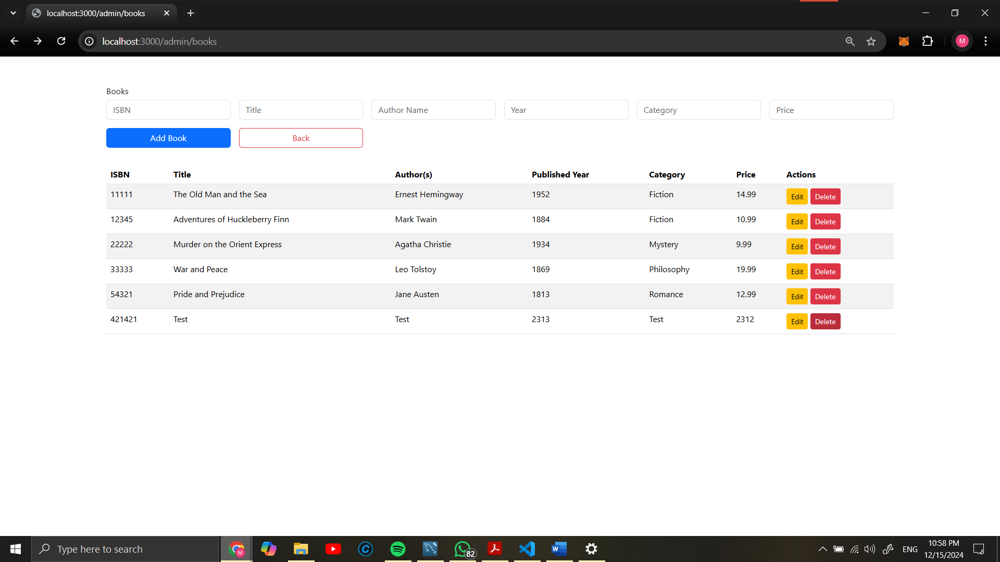 localhost:3000/admin/books
localhost:3000/admin/books
M
Books
ISBN Title Author Name Year Category Price
Add Book Back
ISBN Title Author(s) Published Year Category Price Actions
11111 The Old Man and the Sea Ernest Hemingway 1952 Fiction 14.99 Edit Delete
12345 Adventures of Huckleberry Finn Mark Twain 1884 Fiction 10.99 Edit Delete
22222 Murder on the Orient Express Agatha Christie 1934 Mystery 9.99 Edit Delete
33333 War and Peace Leo Tolstoy 1869 Philosophy 19.99 Edit Delete
54321 Pride and Prejudice Jane Austen 1813 Romance 12.99 Edit Delete
421421 Test Test 2313 Test 2312 Edit Delete
Type here to search
M
C
82
W
ENG
10:58 PM
12/15/2024